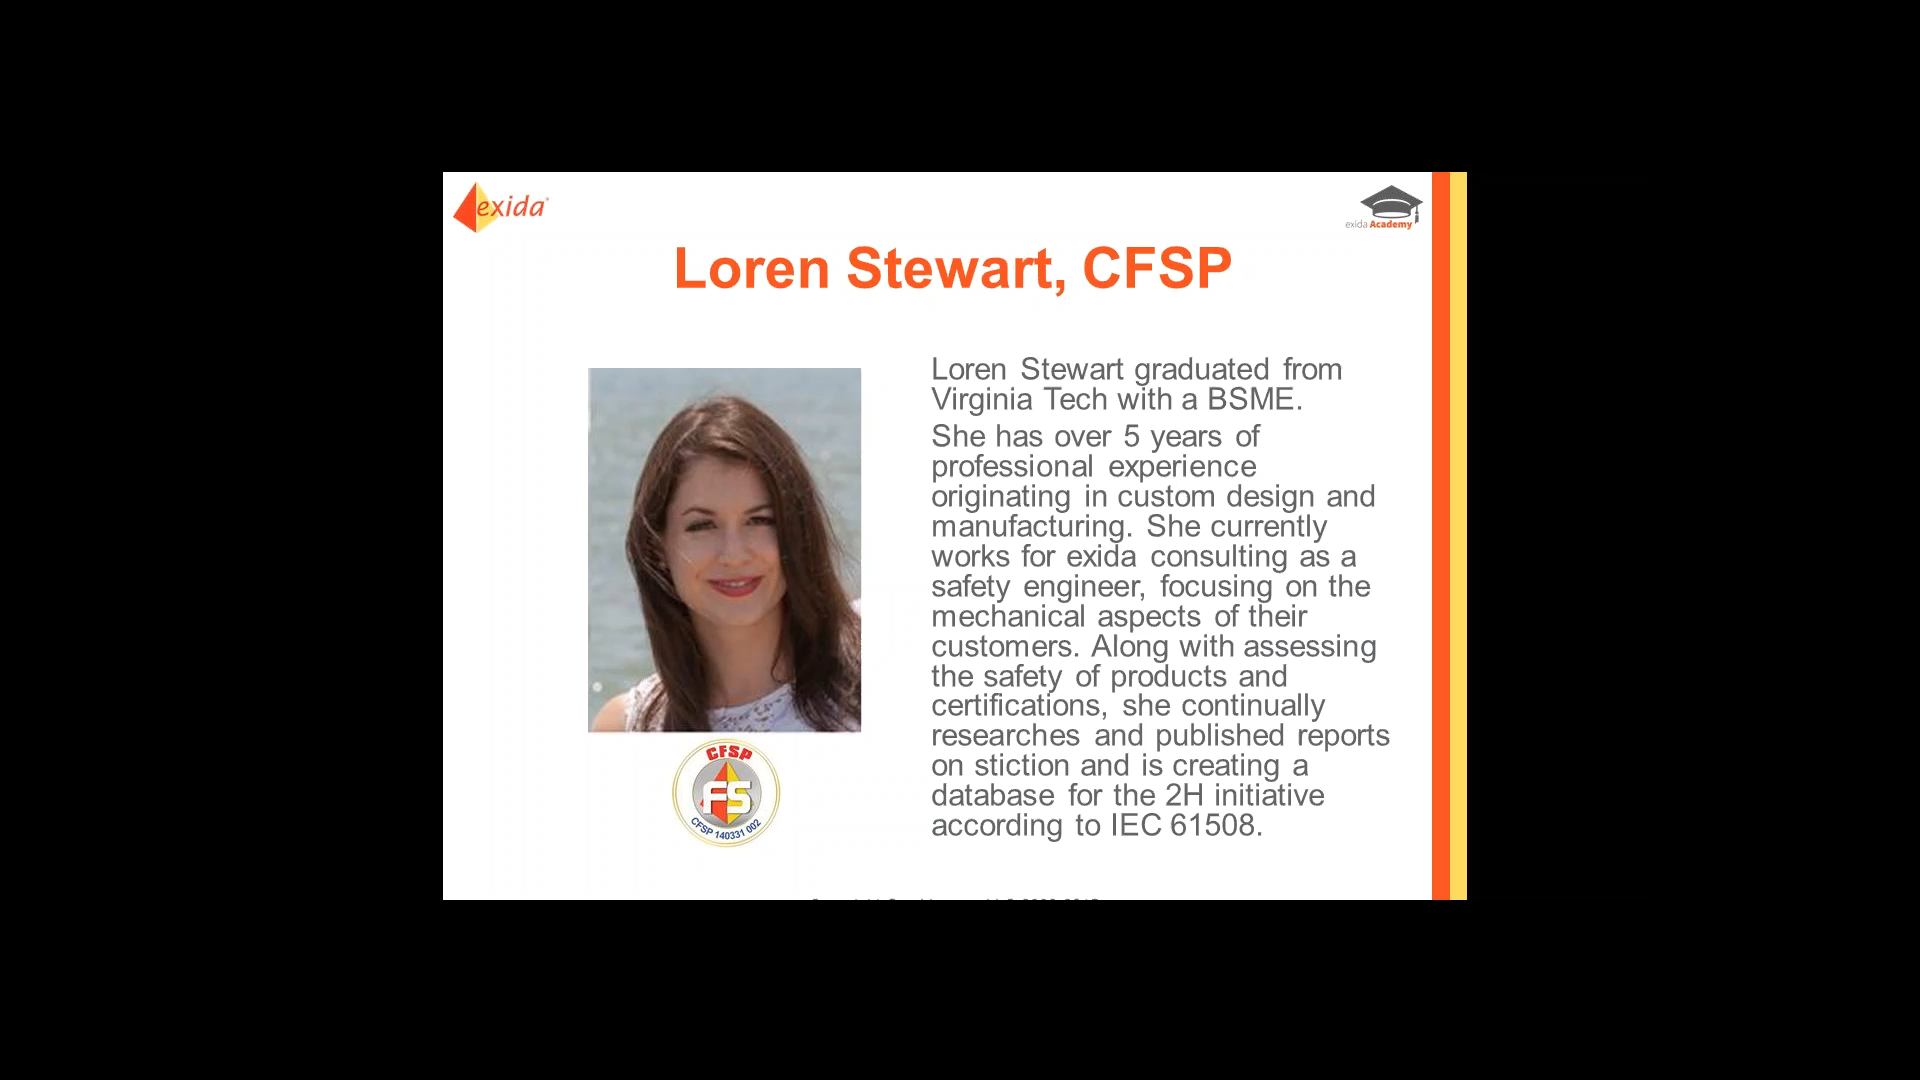 exida
exida Academy
Loren Stewart, CFSP
Loren Stewart graduated from
Virginia Tech with a BSME.
She has over 5 years of
professional experience
originating in custom design and
manufacturing. She currently
works for exida consulting as a
safety engineer, focusing on the
mechanical aspects of their
customers. Along with assessing
the safety of products and
certifications, she continually
researches and published reports
on stiction and is creating a
database for the 2H initiative
according to IEC 61508.
CFSP
FS
CFSP 140331 002